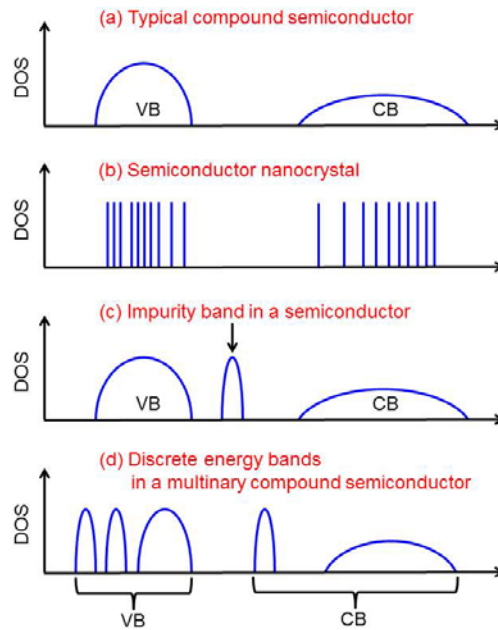 (a) Typical compound semiconductor
DOS
VB
CB
(b) Semiconductor nanocrystal
DOS
(c) Impurity band in a semiconductor
DOS
VB
CB
(d) Discrete energy bands
in a multinary compound semiconductor
DOS
VB
CB